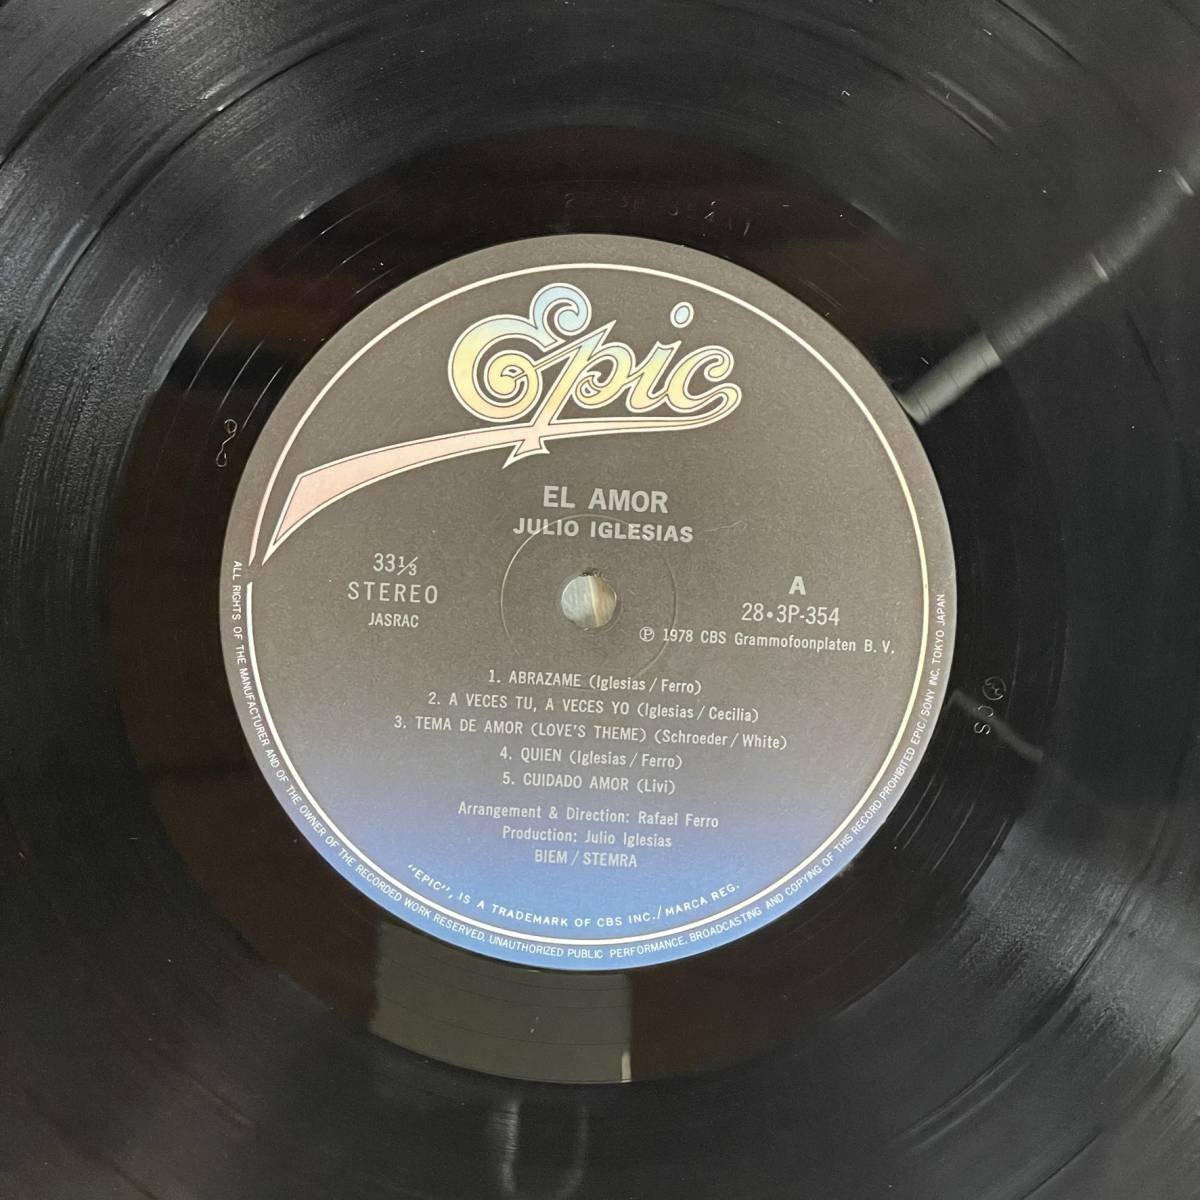 Epic
EL AMOR
JULIO IGLESIAS
33⅓
STEREO
JASRAC
A
28•3P-354
Ⓟ 1978 CBS Grammofoonplaten B.V.
1. ABRAZAME (Iglesias/Ferro)
2. A VECES TU, A VECES YO (Iglesias/Cecilia)
3. TEMA DE AMOR (LOVE'S THEME) (Schroeder/White)
4. QUIEN (Iglesias/Ferro)
5. CUIDADO AMOR (Livi)
Arrangement & Direction: Rafael Ferro
Production: Julio Iglesias
BIEM/STEMRA
"EPIC", IS A TRADEMARK OF CBS INC./MARCA REG.
ALL RIGHTS OF THE MANUFACTURER AND OF THE OWNER OF THE RECORDED WORK RESERVED. UNAUTHORIZED PUBLIC PERFORMANCE, BROADCASTING AND COPYING OF THIS RECORD PROHIBITED EPIC/SONY INC. TOKYO JAPAN